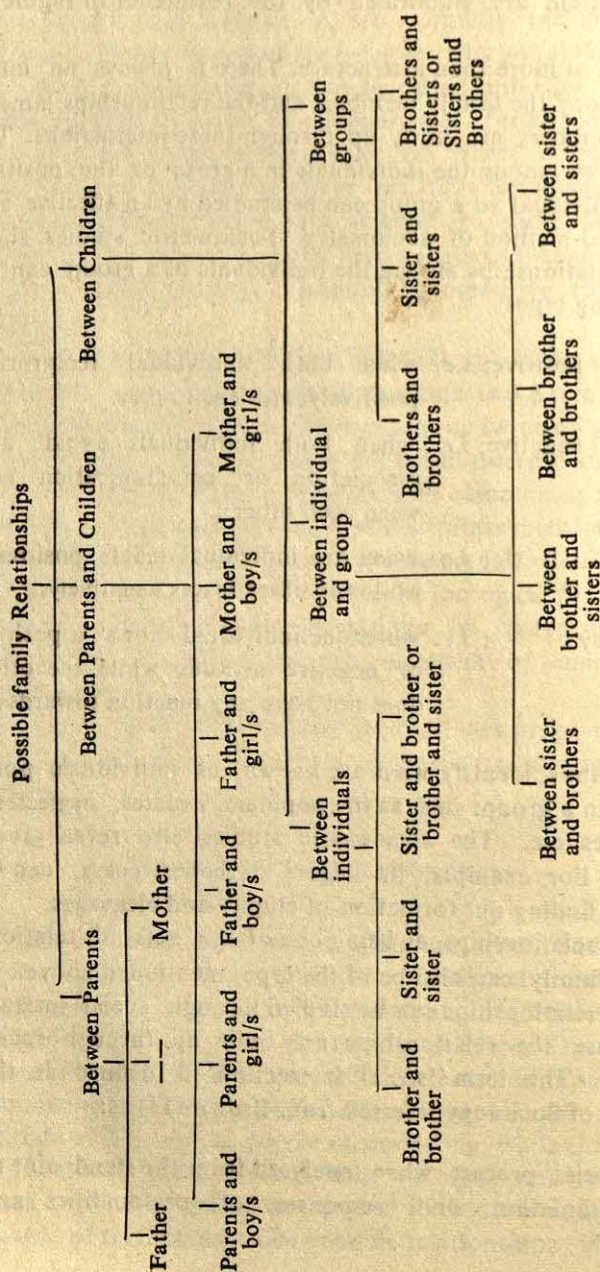 Possible family Relationships
Between Parents
Between Parents and Children
Between Children
Father
Mother
Parents and
boy/s
Parents and
girl/s
Father and
boy/s
Father and
girl/s
Mother and
boy/s
Mother and
girl/s
Between
individuals
Between individual
and group
Between
groups
Brother and
brother
Sister and
sister
Sister and brother or
brother and sister
Brothers and
brothers
Sister and
sisters
Brothers and
Sisters or
Sisters and
Brothers
Between sister
and brothers
Between
brother and
sisters
Between brother
and brothers
Between sister
and sisters